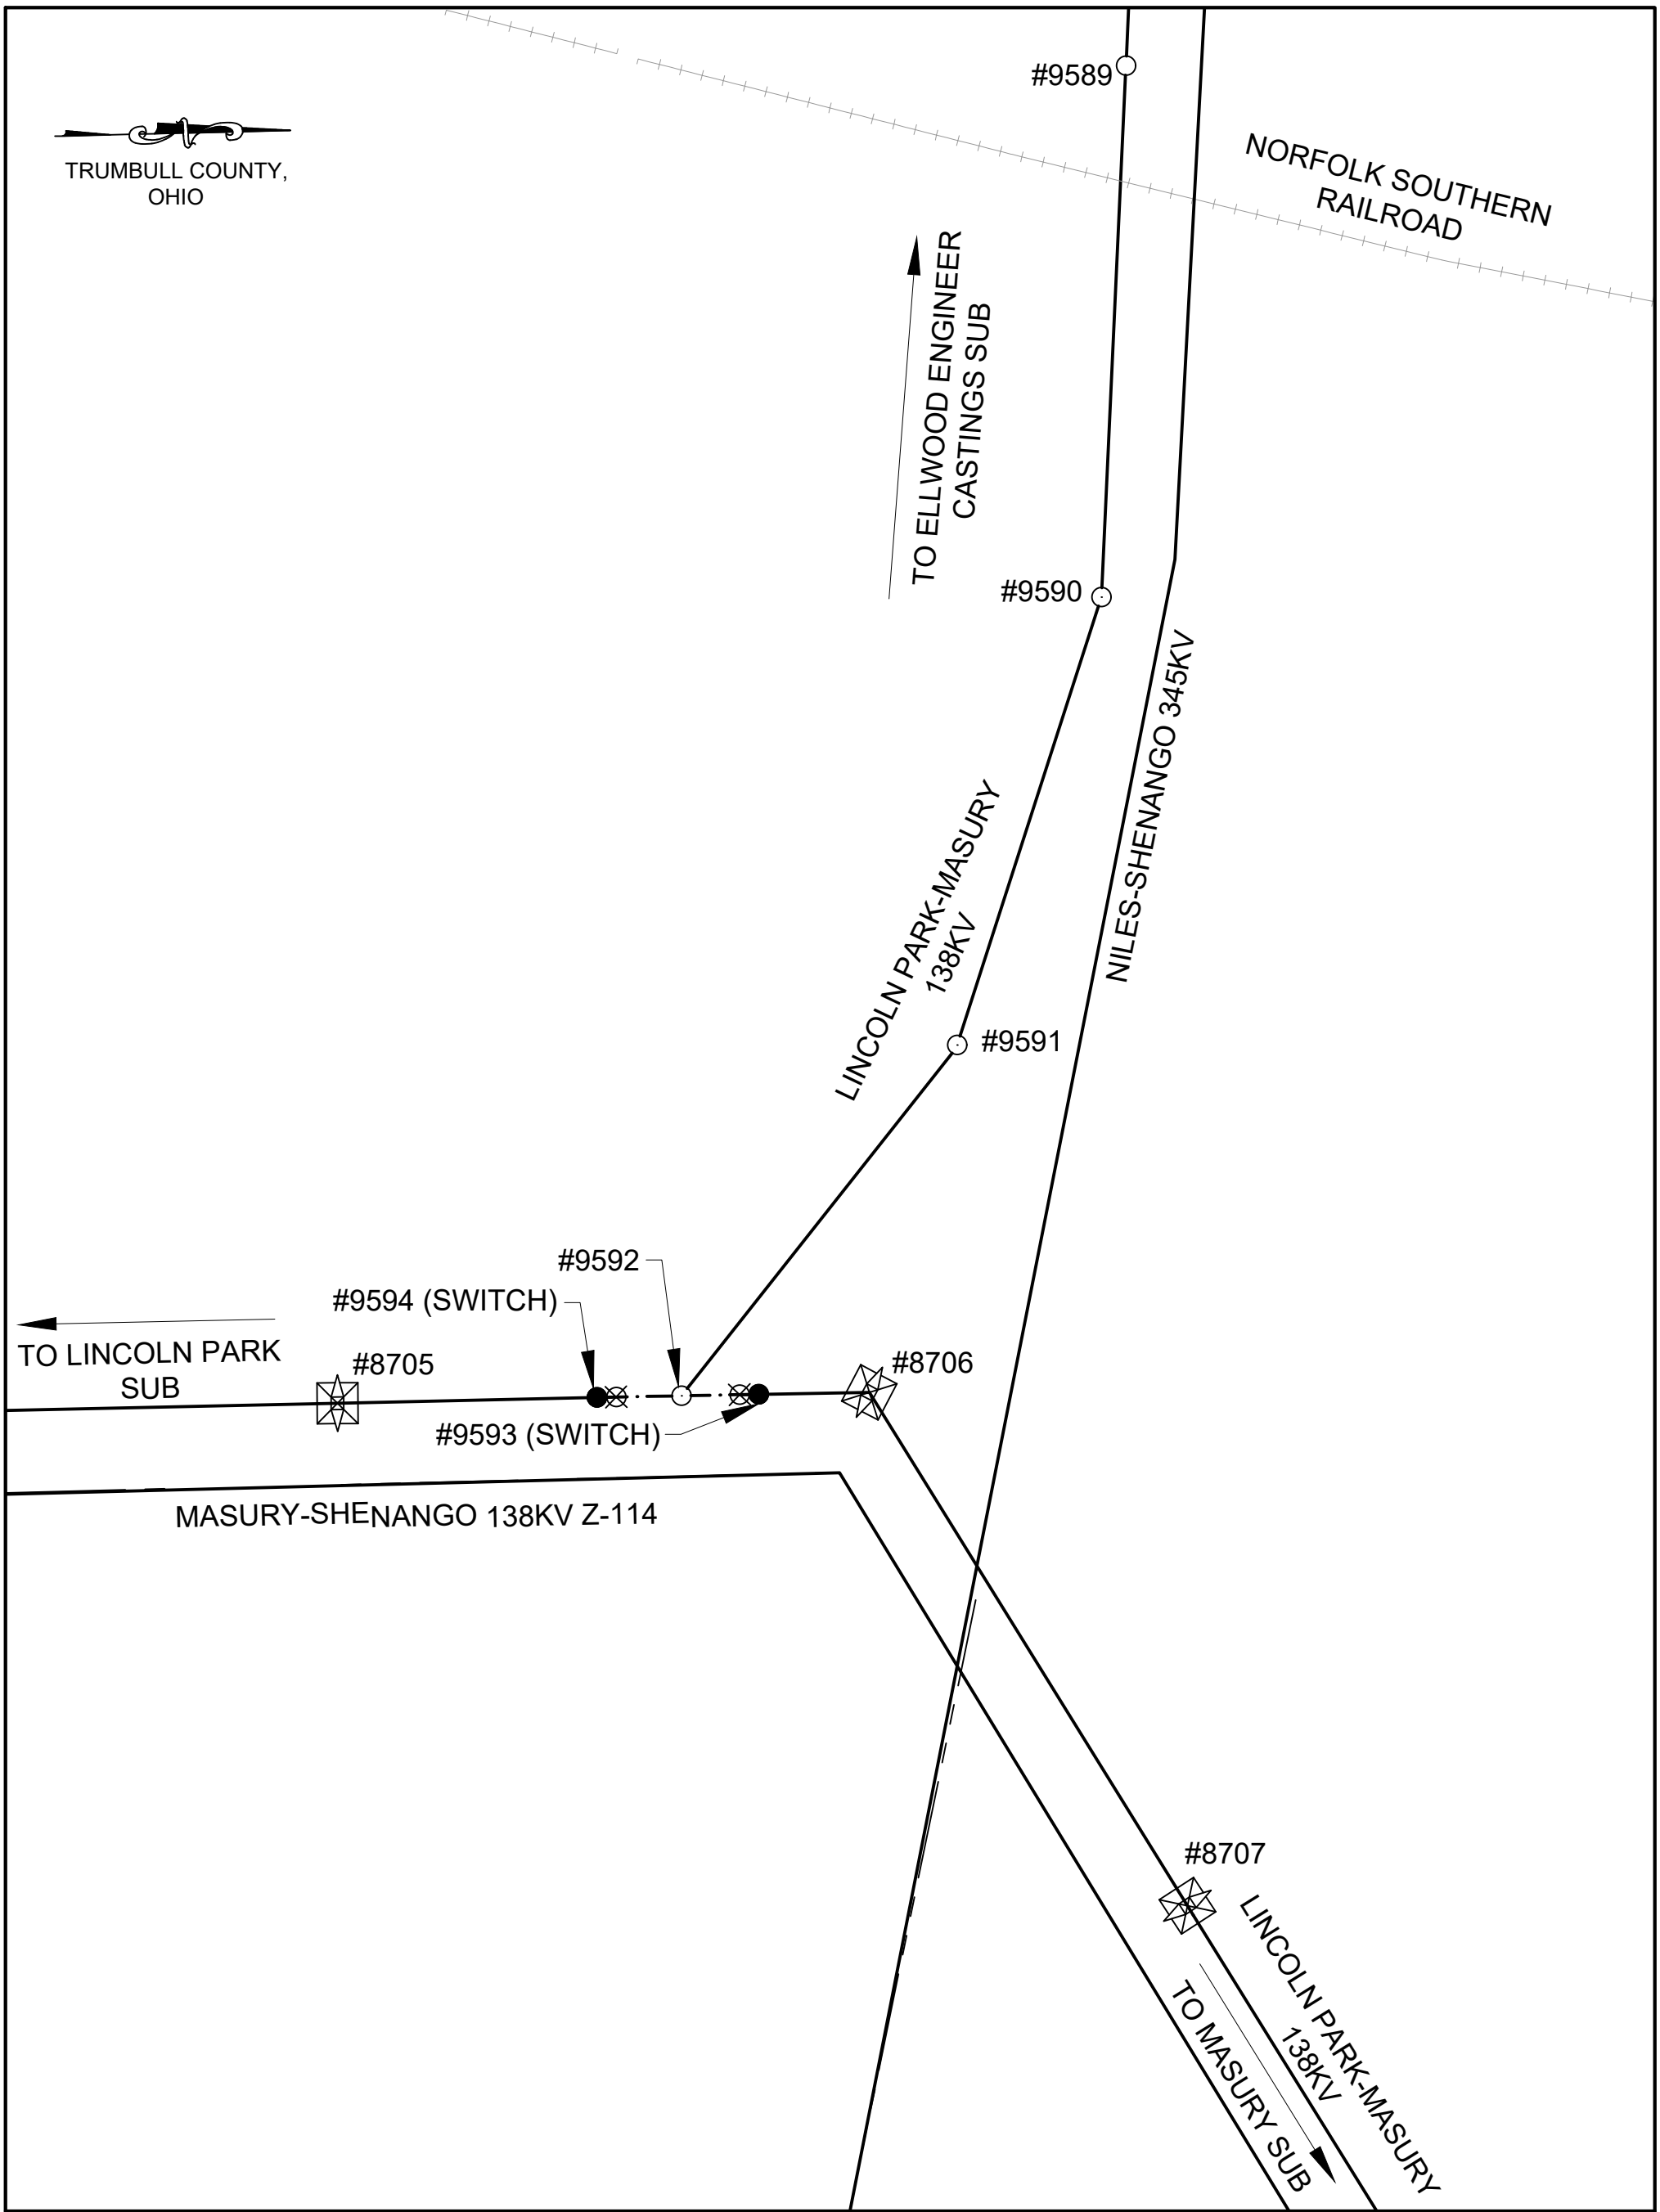 #9589
NORFOLK SOUTHERN
RAILROAD
N
TRUMBULL COUNTY,
OHIO
TO ELLWOOD ENGINEER
CASTINGS SUB
#9590
NILES-SHENANGO 345KV
LINCOLN PARK-MASURY
138KV
#9591
#9592
#9594 (SWITCH)
TO LINCOLN PARK
SUB
#8705
#8706
#9593 (SWITCH)
MASURY-SHENANGO 138KV Z-114
#8707
LINCOLN PARK-MASURY
138KV
TO MASURY SUB